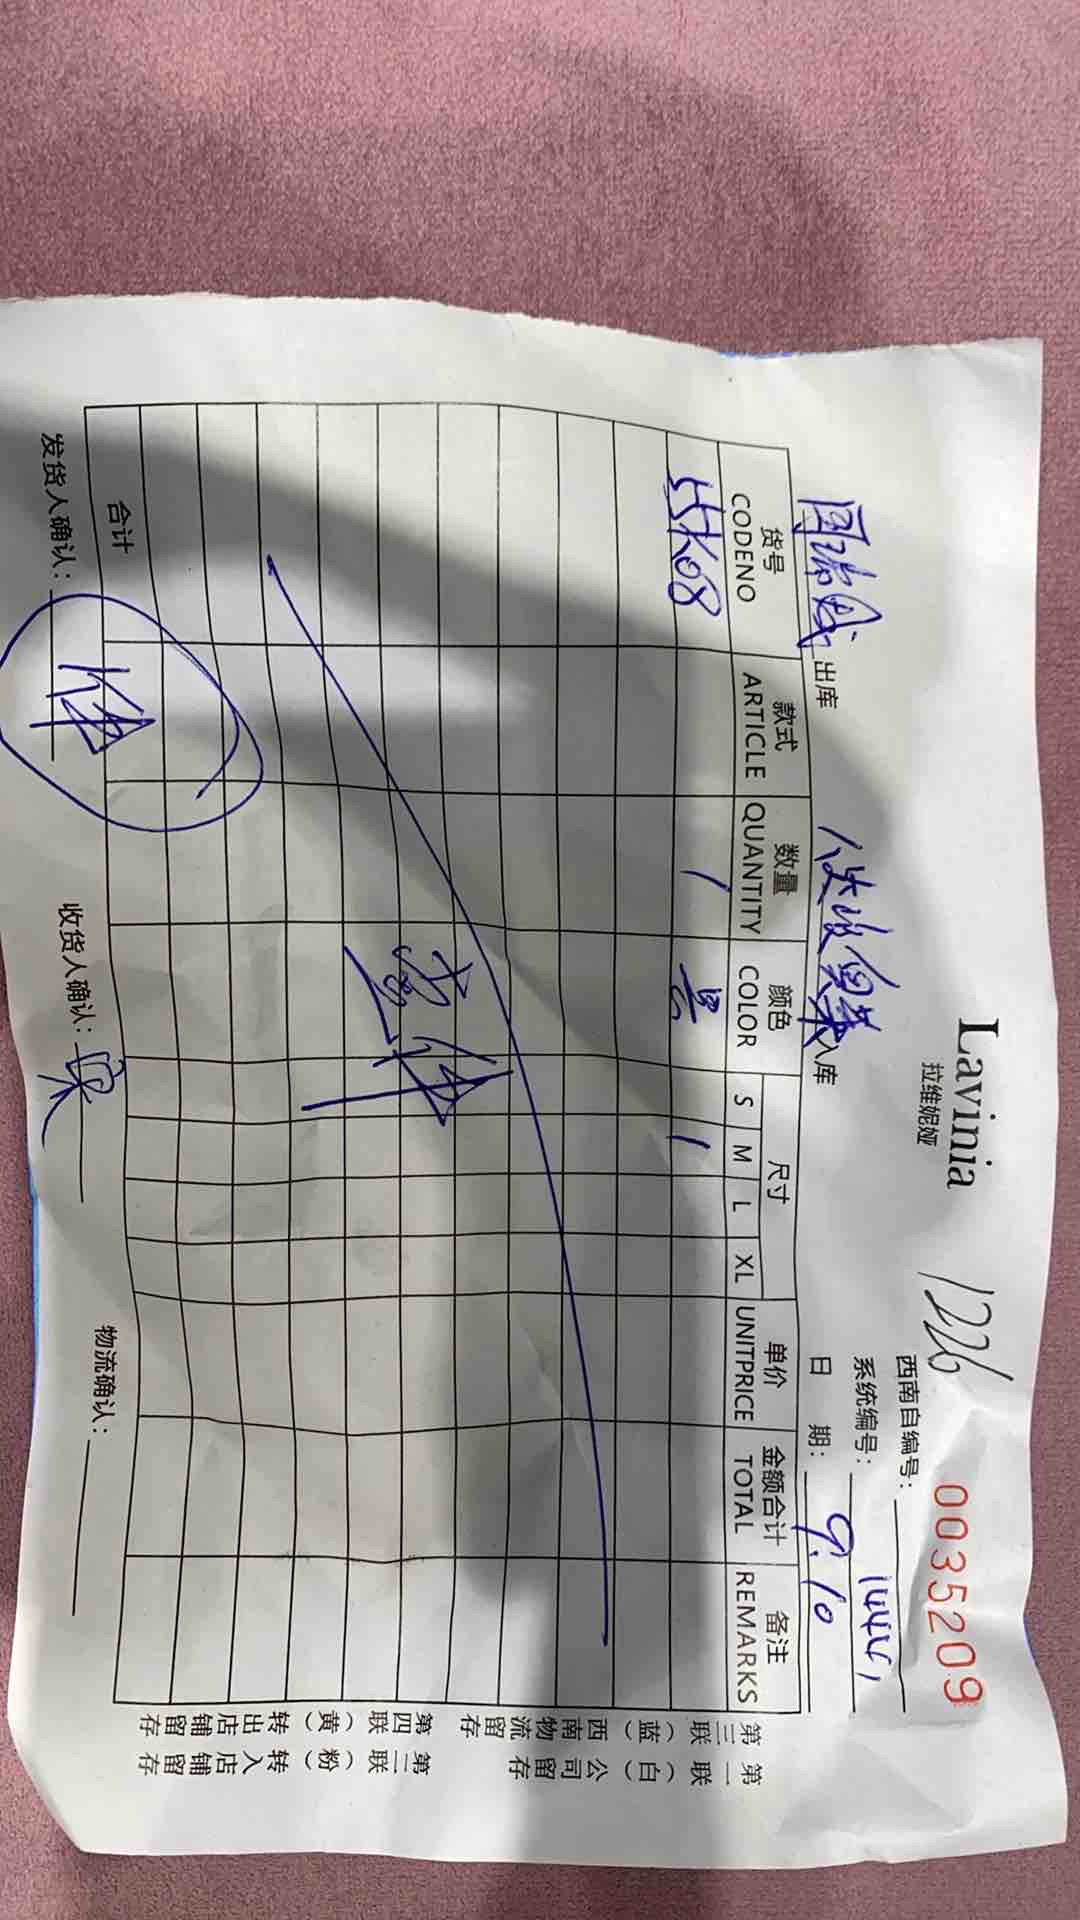 Lavinia
拉维妮娅
1226
0035209
西南自编号:
系统编号: 14441
出库 入库 日 期: 9.10
货号 款式 数量 颜色 尺寸 单价 金额合计 备注
CODENO ARTICLE QUANTITY COLOR S M L XL UNITPRICE TOTAL REMARKS
5K08 1 黑 1
合计
发货人确认: 收货人确认: 物流确认:
第一联（白）公司留存
第二联（粉）转入店铺留存
第三联（蓝）西南物流留存
第四联（黄）转出店铺留存